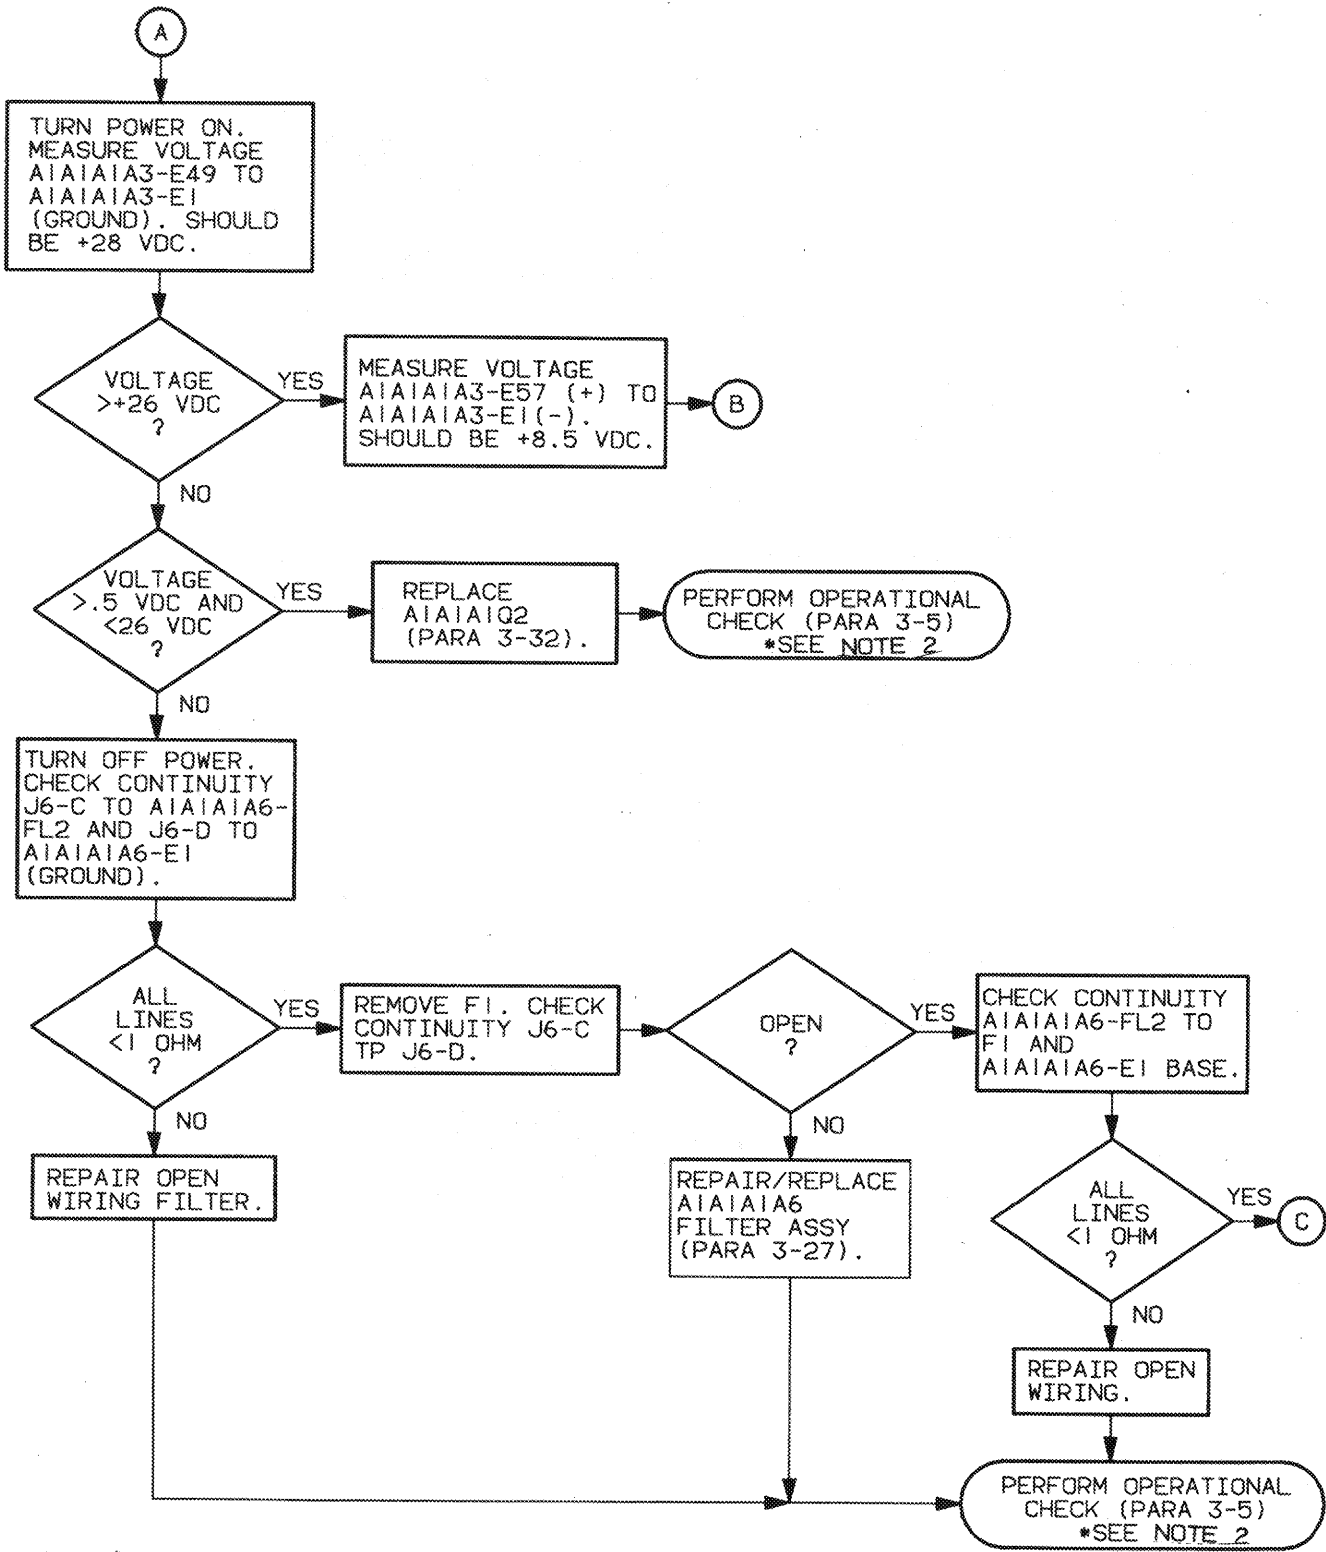 A
TURN POWER ON.
MEASURE VOLTAGE
A1A1A1A3-E49 TO
A1A1A1A3-E1
(GROUND). SHOULD
BE +28 VDC.
VOLTAGE
>+26 VDC
?
YES
MEASURE VOLTAGE
A1A1A1A3-E57 (+) TO
A1A1A1A3-E1(-).
SHOULD BE +8.5 VDC.
B
NO
VOLTAGE
>.5 VDC AND
<26 VDC
?
YES
REPLACE
A1A1A1Q2
(PARA 3-32).
PERFORM OPERATIONAL
CHECK (PARA 3-5)
*SEE NOTE 2
NO
TURN OFF POWER.
CHECK CONTINUITY
J6-C TO A1A1A1A6-
FL2 AND J6-D TO
A1A1A1A6-E1
(GROUND).
ALL
LINES
<1 OHM
?
YES
REMOVE F1. CHECK
CONTINUITY J6-C
TP J6-D.
OPEN
?
YES
CHECK CONTINUITY
A1A1A1A6-FL2 TO
F1 AND
A1A1A1A6-E1 BASE.
NO
REPAIR OPEN
WIRING FILTER.
NO
REPAIR/REPLACE
A1A1A1A6
FILTER ASSY
(PARA 3-27).
ALL
LINES
<1 OHM
?
YES
C
NO
REPAIR OPEN
WIRING.
PERFORM OPERATIONAL
CHECK (PARA 3-5)
*SEE NOTE 2